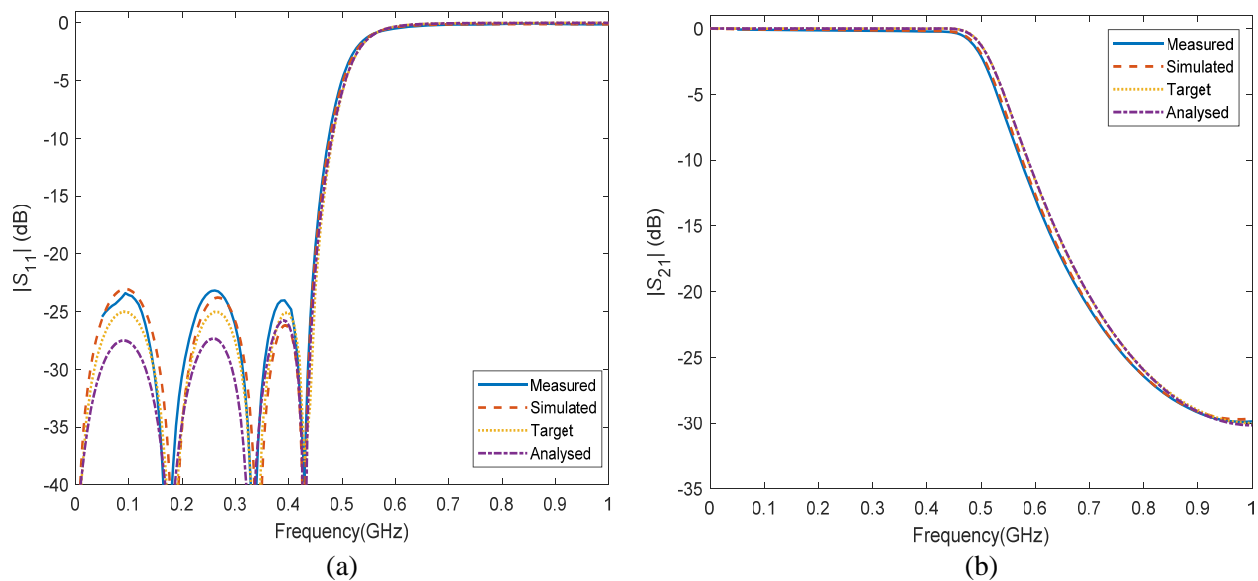 0
-5
-10
-15
-20
-25
-30
-35
-40
|S11| (dB)
0 0.1 0.2 0.3 0.4 0.5 0.6 0.7 0.8 0.9 1
Frequency(GHz)
Measured
Simulated
Target
Analysed
(a)
0
-5
-10
-15
-20
-25
-30
-35
|S21| (dB)
0 0.1 0.2 0.3 0.4 0.5 0.6 0.7 0.8 0.9 1
Frequency(GHz)
Measured
Simulated
Target
Analysed
(b)